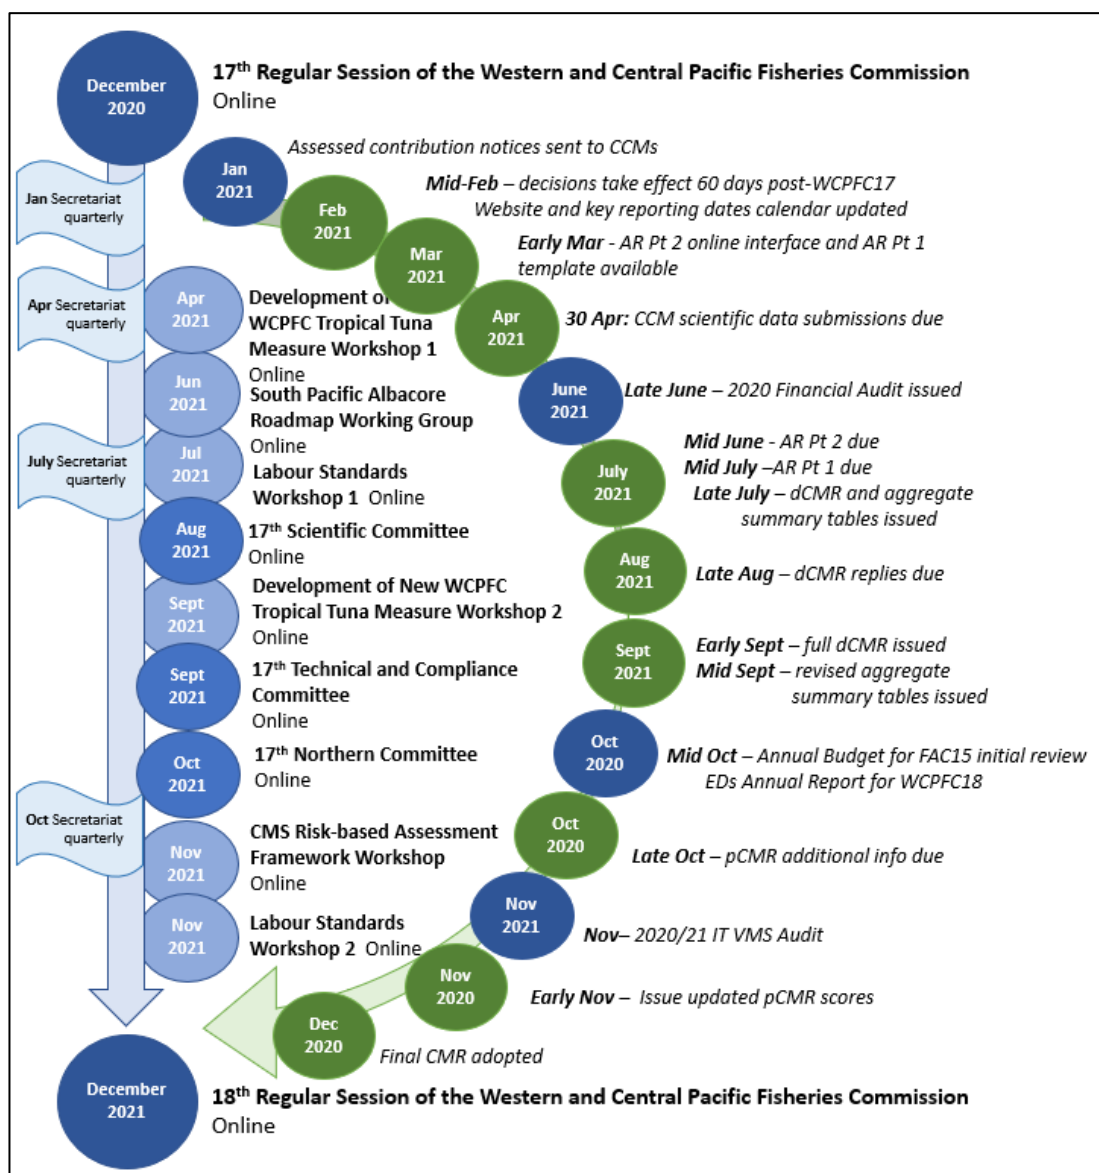 December
2020
17th Regular Session of the Western and Central Pacific Fisheries Commission
Online
Jan
2021
Assessed contribution notices sent to CCMs
Jan Secretariat
quarterly
Feb
2021
Mid-Feb – decisions take effect 60 days post-WCPFC17
Website and key reporting dates calendar updated
Mar
2021
Early Mar - AR Pt 2 online interface and AR Pt 1
template available
Apr Secretariat
quarterly
Apr
2021
Development of
WCPFC Tropical Tuna
Measure Workshop 1
Online
Apr
2021
30 Apr: CCM scientific data submissions due
Jun
2021
South Pacific Albacore
Roadmap Working Group
Online
June
2021
Late June – 2020 Financial Audit issued
July Secretariat
quarterly
Jul
2021
Labour Standards
Workshop 1 Online
July
2021
Mid June - AR Pt 2 due
Mid July –AR Pt 1 due
Late July – dCMR and aggregate
summary tables issued
Aug
2021
17th Scientific Committee
Online
Aug
2021
Late Aug – dCMR replies due
Sept
2021
Development of New WCPFC
Tropical Tuna Measure Workshop 2
Online
Sept
2021
Early Sept – full dCMR issued
Mid Sept – revised aggregate
summary tables issued
Sept
2021
17th Technical and Compliance
Committee
Online
Oct
2021
17th Northern Committee
Online
Oct
2020
Mid Oct – Annual Budget for FAC15 initial review
EDs Annual Report for WCPFC18
Oct Secretariat
quarterly
Nov
2021
CMS Risk-based Assessment
Framework Workshop
Online
Oct
2020
Late Oct – pCMR additional info due
Nov
2021
Labour Standards
Workshop 2 Online
Nov
2021
Nov– 2020/21 IT VMS Audit
Nov
2020
Early Nov – Issue updated pCMR scores
Dec
2020
Final CMR adopted
December
2021
18th Regular Session of the Western and Central Pacific Fisheries Commission
Online